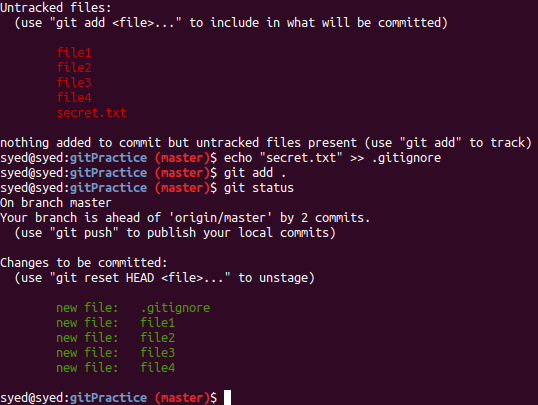 Untracked files:
  (use "git add <file>..." to include in what will be committed)
        file1
        file2
        file3
        file4
        secret.txt
nothing added to commit but untracked files present (use "git add" to track)
syed@syed:gitPractice (master)$ echo "secret.txt" >> .gitignore
syed@syed:gitPractice (master)$ git add .
syed@syed:gitPractice (master)$ git status
On branch master
Your branch is ahead of 'origin/master' by 2 commits.
  (use "git push" to publish your local commits)
Changes to be committed:
  (use "git reset HEAD <file>..." to unstage)
        new file:   .gitignore
        new file:   file1
        new file:   file2
        new file:   file3
        new file:   file4
syed@syed:gitPractice (master)$